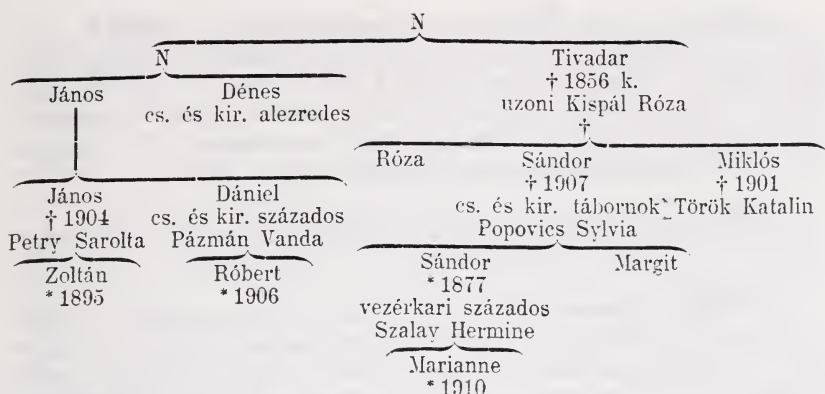 N
N Tivadar
† 1856 k.
János Dénes
cs. és kir. alezredes uzoni Kispál Róza
†
Róza Sándor Miklós
János Dániel † 1907 † 1901
† 1904 cs. és kir. százados cs. és kir. tábornok Török Katalin
Petry Sarolta Pázmán Vanda Popovics Sylvia
Zoltán Róbert Sándor Margit
* 1895 * 1906 * 1877
vezérkari százados
Szalay Hermine
Marianne
* 1910